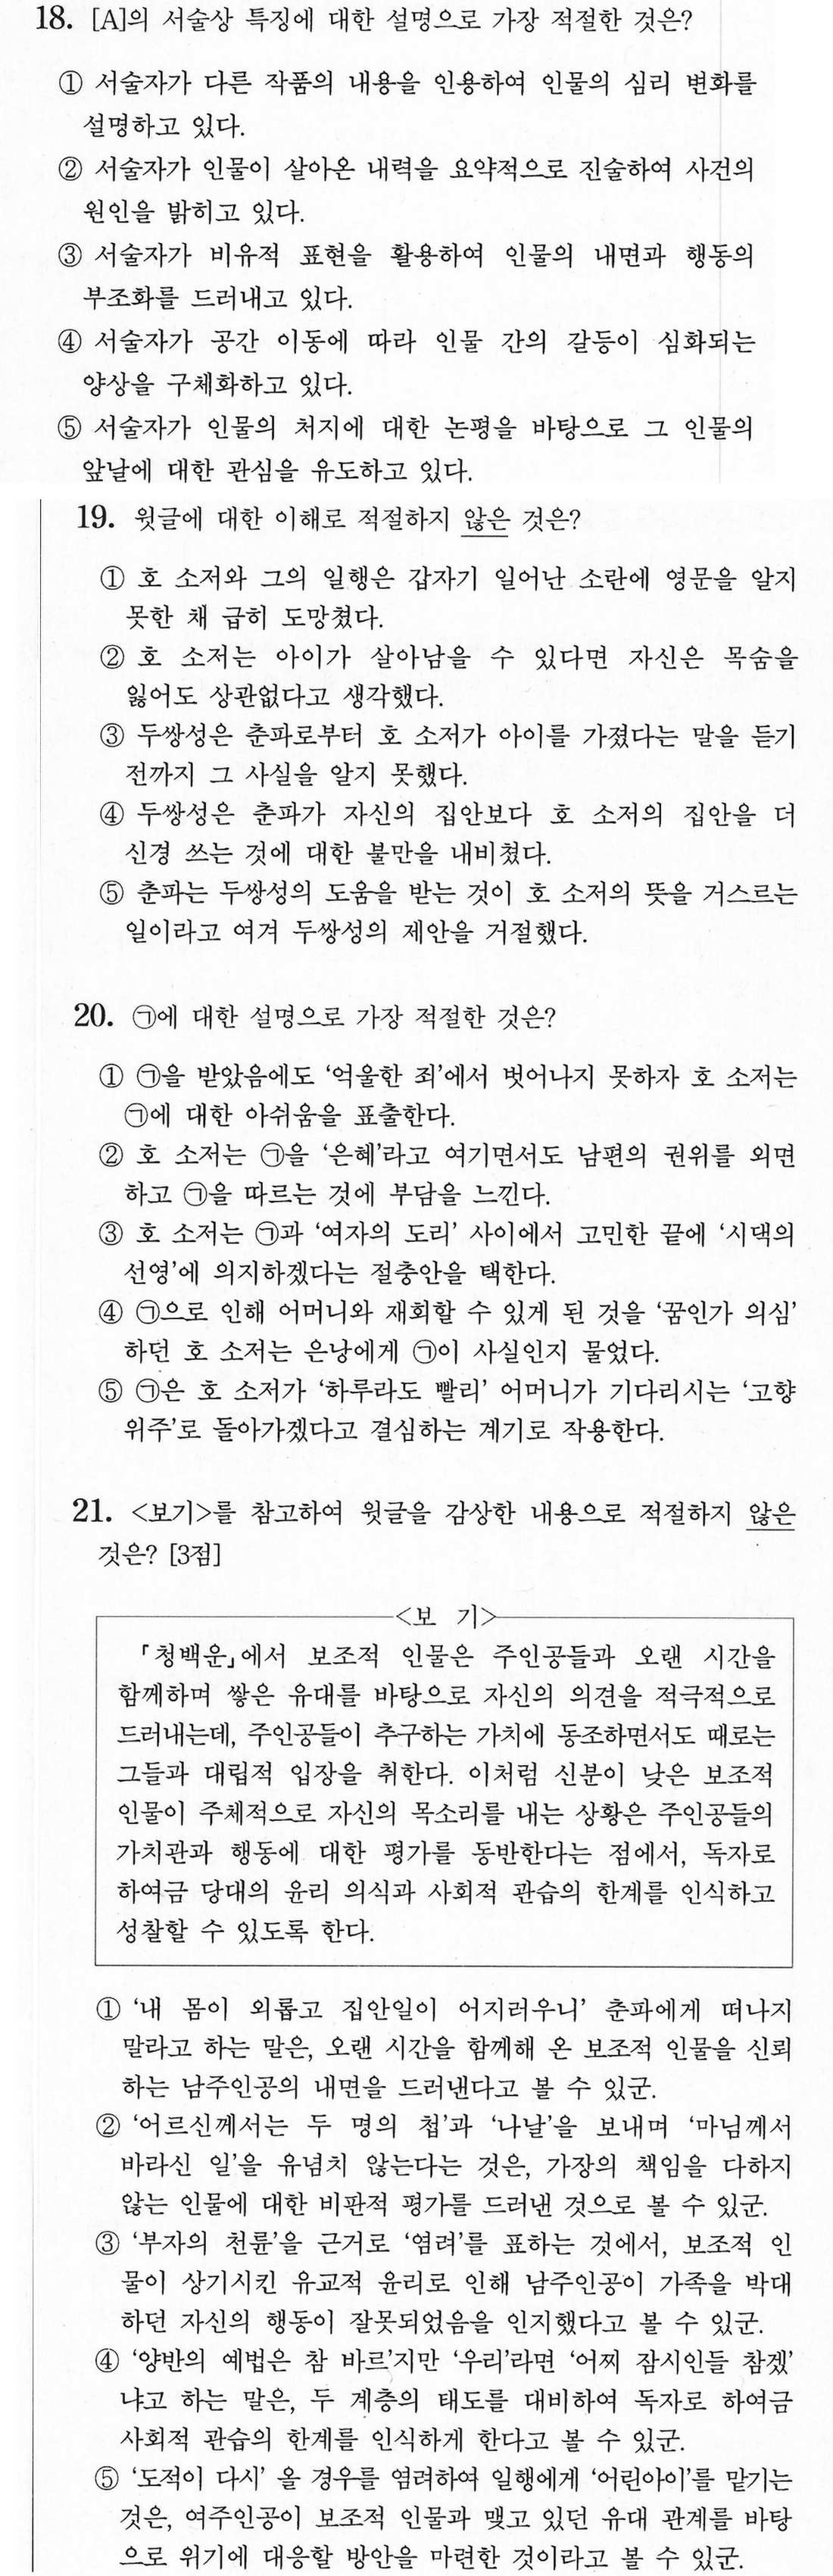 18. [A]의 서술상 특징에 대한 설명으로 가장 적절한 것은?
① 서술자가 다른 작품의 내용을 인용하여 인물의 심리 변화를
설명하고 있다.
② 서술자가 인물이 살아온 내력을 요약적으로 진술하여 사건의
원인을 밝히고 있다.
③ 서술자가 비유적 표현을 활용하여 인물의 내면과 행동의
부조화를 드러내고 있다.
④ 서술자가 공간 이동에 따라 인물 간의 갈등이 심화되는
양상을 구체화하고 있다.
⑤ 서술자가 인물의 처지에 대한 논평을 바탕으로 그 인물의
앞날에 대한 관심을 유도하고 있다.
19. 윗글에 대한 이해로 적절하지 않은 것은?
① 호 소저와 그의 일행은 갑자기 일어난 소란에 영문을 알지
못한 채 급히 도망쳤다.
② 호 소저는 아이가 살아남을 수 있다면 자신은 목숨을
잃어도 상관없다고 생각했다.
③ 두쌍성은 춘파로부터 호 소저가 아이를 가졌다는 말을 듣기
전까지 그 사실을 알지 못했다.
④ 두쌍성은 춘파가 자신의 집안보다 호 소저의 집안을 더
신경 쓰는 것에 대한 불만을 내비쳤다.
⑤ 춘파는 두쌍성의 도움을 받는 것이 호 소저의 뜻을 거스르는
일이라고 여겨 두쌍성의 제안을 거절했다.
20. ㉠에 대한 설명으로 가장 적절한 것은?
① ㉠을 받았음에도 ‘억울한 죄’에서 벗어나지 못하자 호 소저는
㉠에 대한 아쉬움을 표출한다.
② 호 소저는 ㉠을 ‘은혜’라고 여기면서도 남편의 권위를 외면
하고 ㉠을 따르는 것에 부담을 느낀다.
③ 호 소저는 ㉠과 ‘여자의 도리’ 사이에서 고민한 끝에 ‘시댁의
선영’에 의지하겠다는 절충안을 택한다.
④ ㉠으로 인해 어머니와 재회할 수 있게 된 것을 ‘꿈인가 의심’
하던 호 소저는 은낭에게 ㉠이 사실인지 물었다.
⑤ ㉠은 호 소저가 ‘하루라도 빨리’ 어머니가 기다리시는 ‘고향
위주’로 돌아가겠다고 결심하는 계기로 작용한다.
21. <보기>를 참고하여 윗글을 감상한 내용으로 적절하지 않은
것은? [3점]
<보 기>
「청백운」에서 보조적 인물은 주인공들과 오랜 시간을
함께하며 쌓은 유대를 바탕으로 자신의 의견을 적극적으로
드러내는데, 주인공들이 추구하는 가치에 동조하면서도 때로는
그들과 대립적 입장을 취한다. 이처럼 신분이 낮은 보조적
인물이 주체적으로 자신의 목소리를 내는 상황은 주인공들의
가치관과 행동에 대한 평가를 동반한다는 점에서, 독자로
하여금 당대의 윤리 의식과 사회적 관습의 한계를 인식하고
성찰할 수 있도록 한다.
① ‘내 몸이 외롭고 집안일이 어지러우니’ 춘파에게 떠나지
말라고 하는 말은, 오랜 시간을 함께해 온 보조적 인물을 신뢰
하는 남주인공의 내면을 드러낸다고 볼 수 있군.
② ‘어르신께서는 두 명의 첩’과 ‘나날’을 보내며 ‘마님께서
바라신 일’을 유념치 않는다는 것은, 가장의 책임을 다하지
않는 인물에 대한 비판적 평가를 드러낸 것으로 볼 수 있군.
③ ‘부자의 천륜’을 근거로 ‘염려’를 표하는 것에서, 보조적 인
물이 상기시킨 유교적 윤리로 인해 남주인공이 가족을 박대
하던 자신의 행동이 잘못되었음을 인지했다고 볼 수 있군.
④ ‘양반의 예법은 참 바르’지만 ‘우리’라면 ‘어찌 잠시인들 참겠’
냐고 하는 말은, 두 계층의 태도를 대비하여 독자로 하여금
사회적 관습의 한계를 인식하게 한다고 볼 수 있군.
⑤ ‘도적이 다시’ 올 경우를 염려하여 일행에게 ‘어린아이’를 맡기는
것은, 여주인공이 보조적 인물과 맺고 있던 유대 관계를 바탕
으로 위기에 대응할 방안을 마련한 것이라고 볼 수 있군.